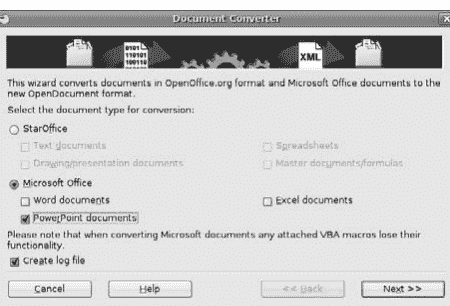 Document Converter
0101
110101
100110
XML
This wizard converts documents in OpenOffice.org format and Microsoft Office documents to the
new OpenDocument format.
Select the document type for conversion:
StarOffice
Text documents Spreadsheets
Drawing/presentation documents Master documents/formulas
Microsoft Office
Word documents Excel documents
PowerPoint documents
Please note that when converting Microsoft documents any attached VBA macros lose their
functionality.
Create log file
Cancel Help << Back Next >>